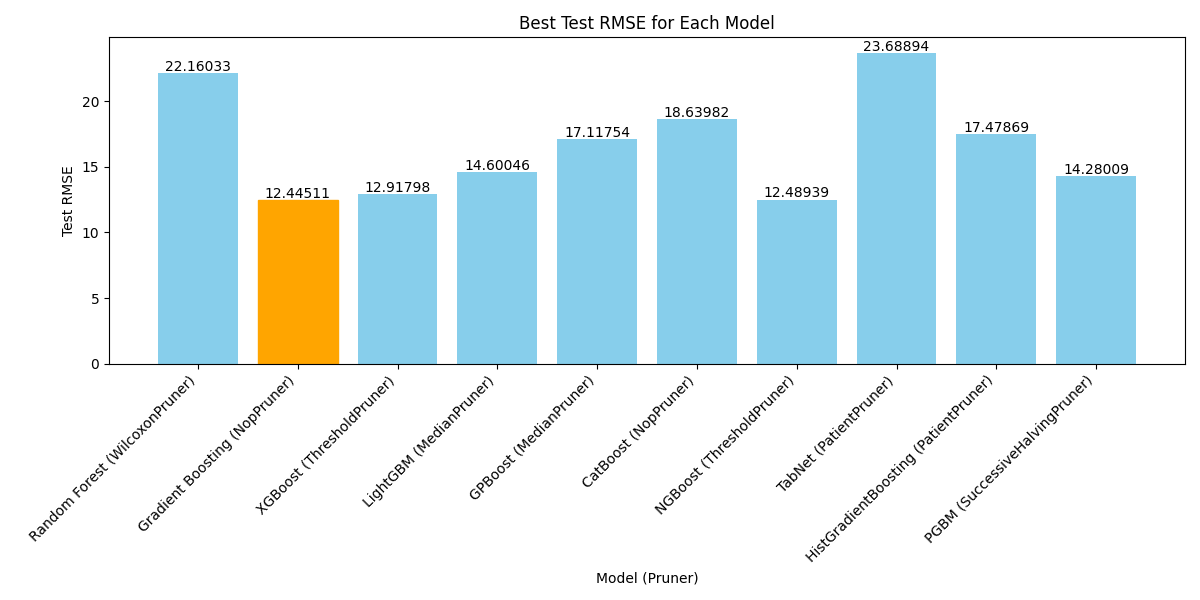 Best Test RMSE for Each Model
Test RMSE
20
15
10
5
0
22.16033
12.44511
12.91798
14.60046
17.11754
18.63982
12.48939
23.68894
17.47869
14.28009
Random Forest (WilcoxonPruner)
Gradient Boosting (NopPruner)
XGBoost (ThresholdPruner)
LightGBM (MedianPruner)
GPBoost (MedianPruner)
CatBoost (NopPruner)
NGBoost (ThresholdPruner)
TabNet (PatientPruner)
HistGradientBoosting (PatientPruner)
PGBM (SuccessiveHalvingPruner)
Model (Pruner)